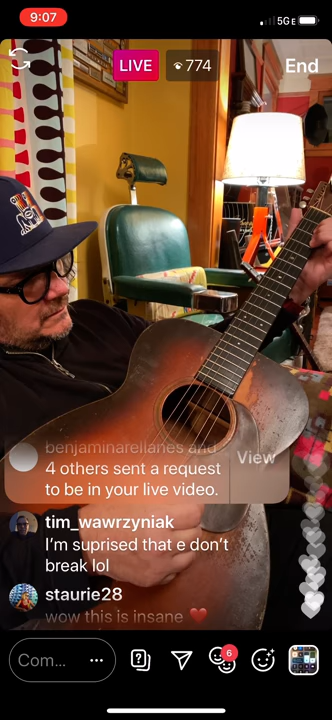 9:07
5GE
LIVE
774
End
benjaminarellanes and
4 others sent a request
to be in your live video.
View
tim_wawrzyniak
I'm suprised that e don't
break lol
staurie28
wow this is insane ❤️
Com...
6